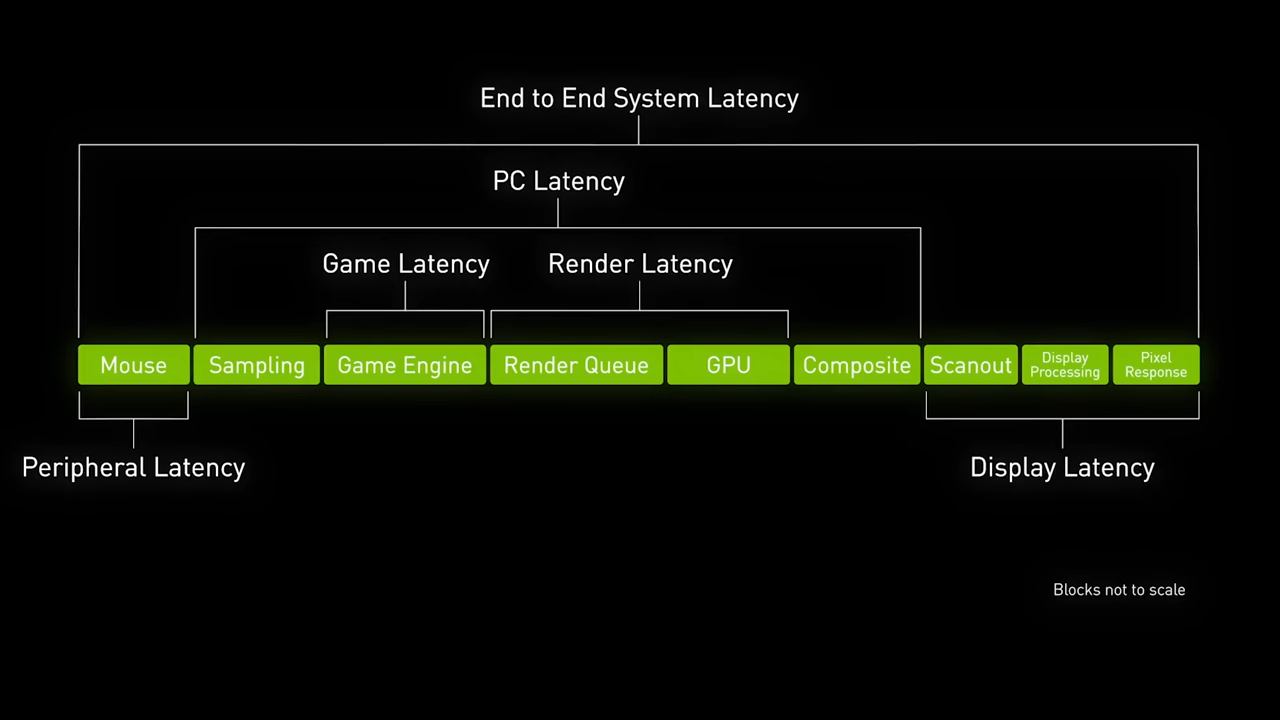 End to End System Latency
PC Latency
Game Latency
Render Latency
Mouse
Sampling
Game Engine
Render Queue
GPU
Composite
Scanout
Display
Processing
Pixel
Response
Peripheral Latency
Display Latency
Blocks not to scale